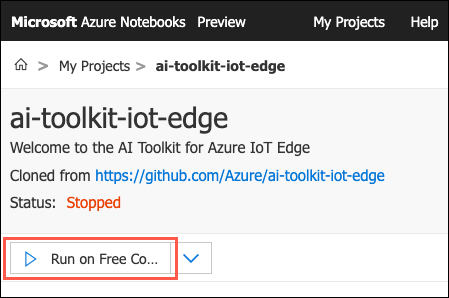 Microsoft Azure Notebooks Preview My Projects Help
> My Projects > ai-toolkit-iot-edge
ai-toolkit-iot-edge
Welcome to the AI Toolkit for Azure IoT Edge
Cloned from https://github.com/Azure/ai-toolkit-iot-edge
Status: Stopped
Run on Free Co...